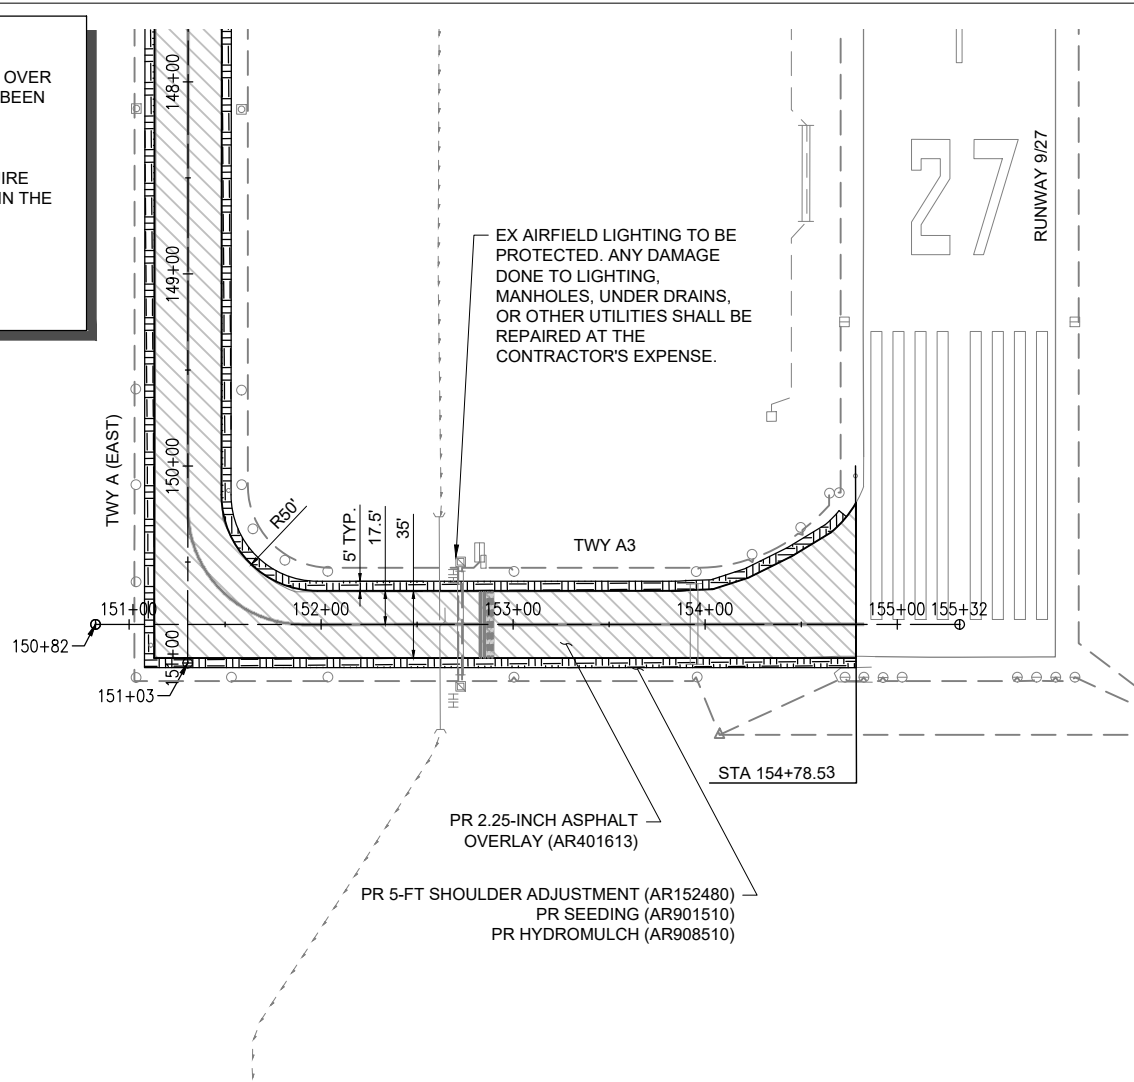 OVER
BEEN
IRE
IN THE
148+00
149+00
150+00
151+00
TWY A (EAST)
27
RUNWAY 9/27
EX AIRFIELD LIGHTING TO BE
PROTECTED. ANY DAMAGE
DONE TO LIGHTING,
MANHOLES, UNDER DRAINS,
OR OTHER UTILITIES SHALL BE
REPAIRED AT THE
CONTRACTOR'S EXPENSE.
R50'
5' TYP.
17.5'
35'
TWY A3
151+00
152+00
153+00
154+00
155+00
155+32
150+82
151+03
STA 154+78.53
PR 2.25-INCH ASPHALT
OVERLAY (AR401613)
PR 5-FT SHOULDER ADJUSTMENT (AR152480)
PR SEEDING (AR901510)
PR HYDROMULCH (AR908510)